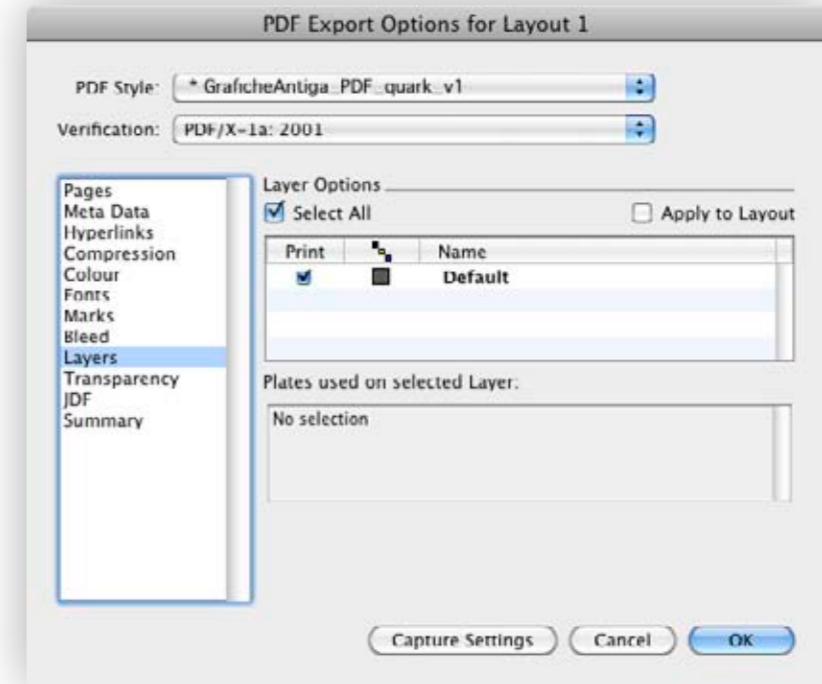 PDF Export Options for Layout 1
PDF Style: * GraficheAntiga_PDF_quark_v1
Verification: PDF/X-1a: 2001
Pages
Meta Data
Hyperlinks
Compression
Colour
Fonts
Marks
Bleed
Layers
Transparency
JDF
Summary
Layer Options
Select All Apply to Layout
Print Name
Default
Plates used on selected Layer:
No selection
Capture Settings Cancel OK